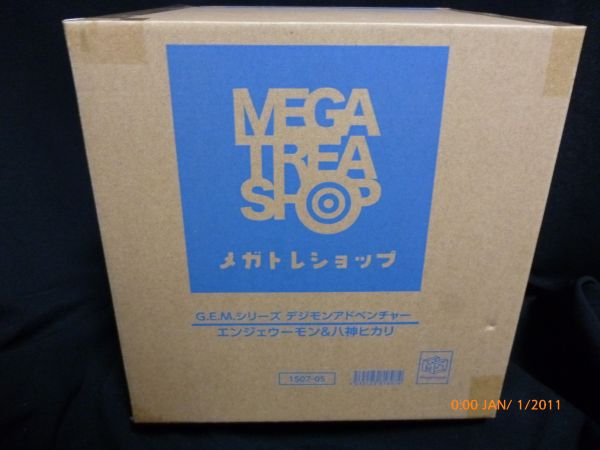 MEGA
TREA
SHOP
メガトレショップ
G.E.M.シリーズ デジモンアドベンチャー
エンジェウーモン&八神ヒカリ
1507-05
0:00 JAN/ 1/2011